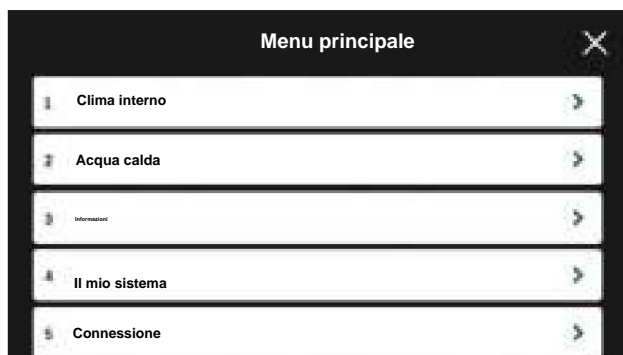 Menu principale
1 Clima interno
2 Acqua calda
3 Informazioni
4 Il mio sistema
5 Connessione